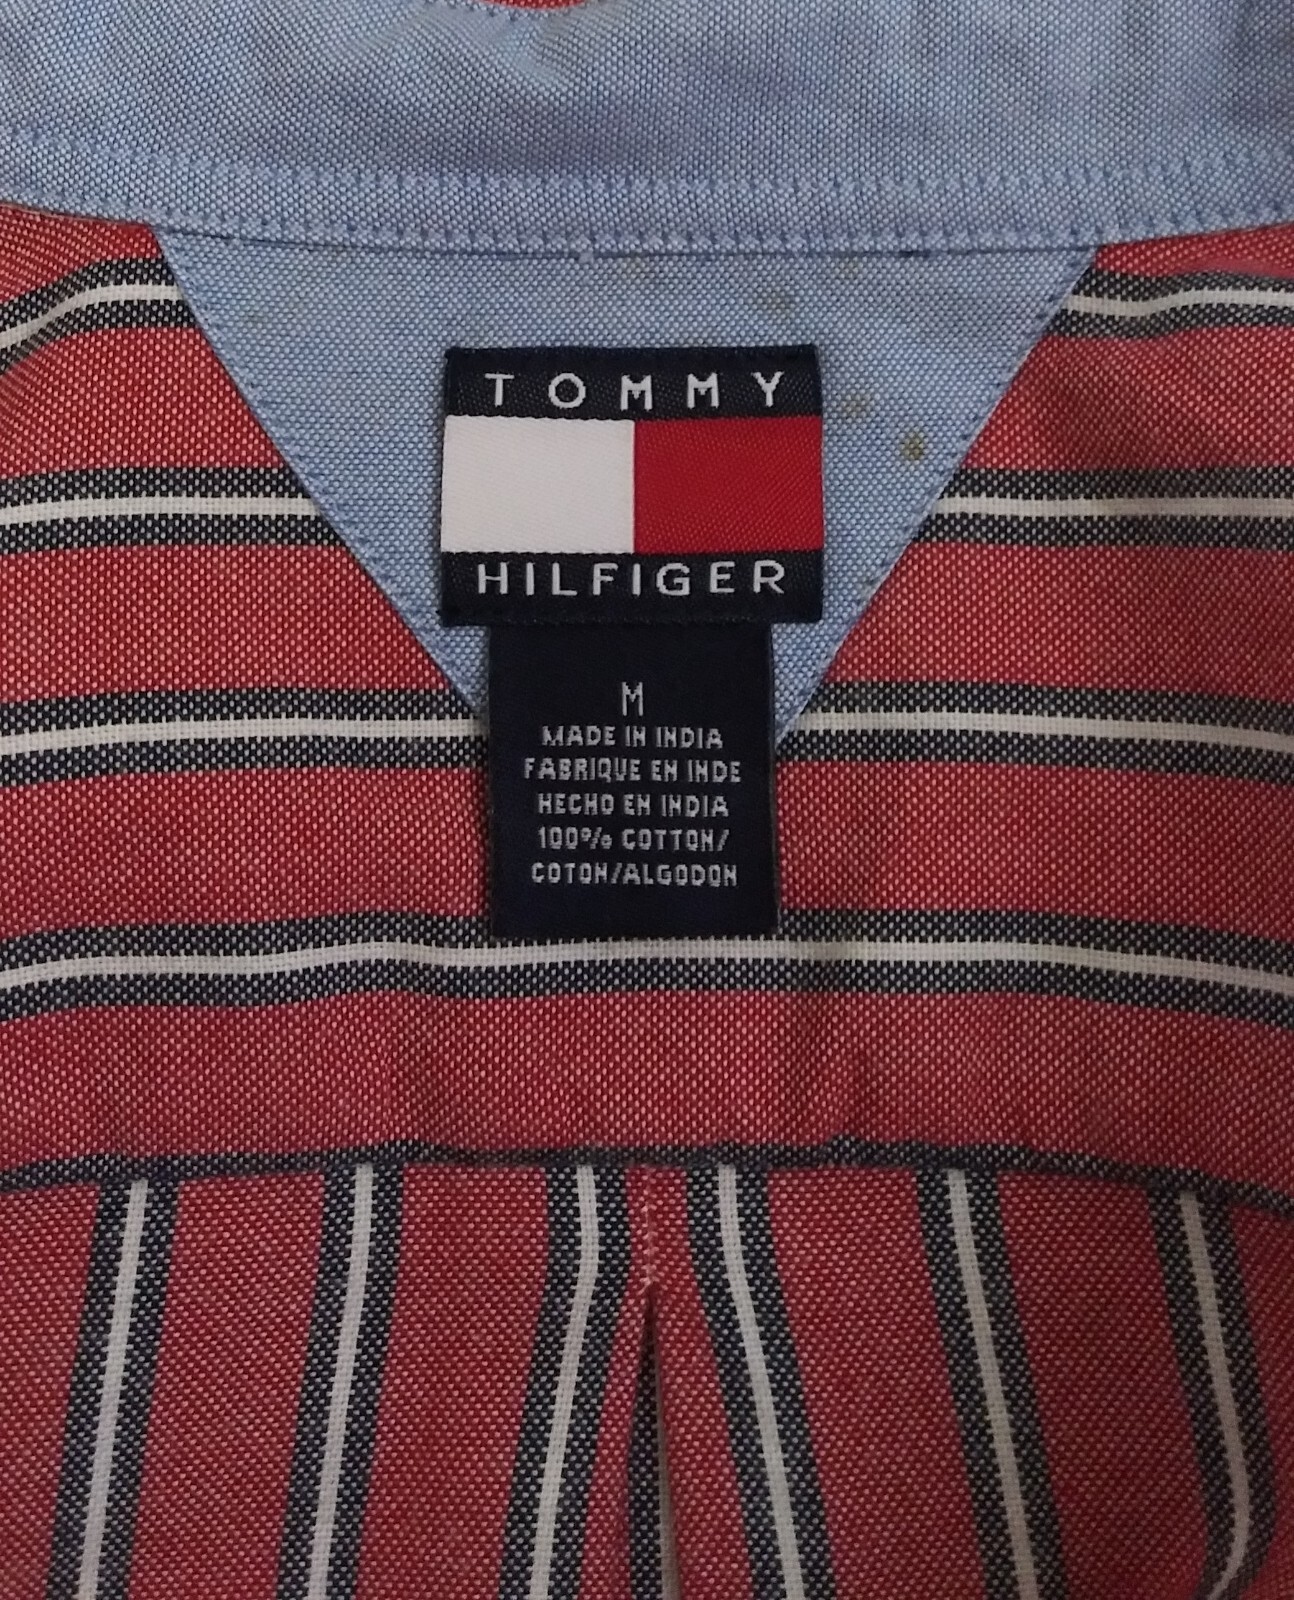 TOMMY
HILFIGER
M
MADE IN INDIA
FABRIQUE EN INDE
HECHO EN INDIA
100% COTTON/
COTON/ALGODON